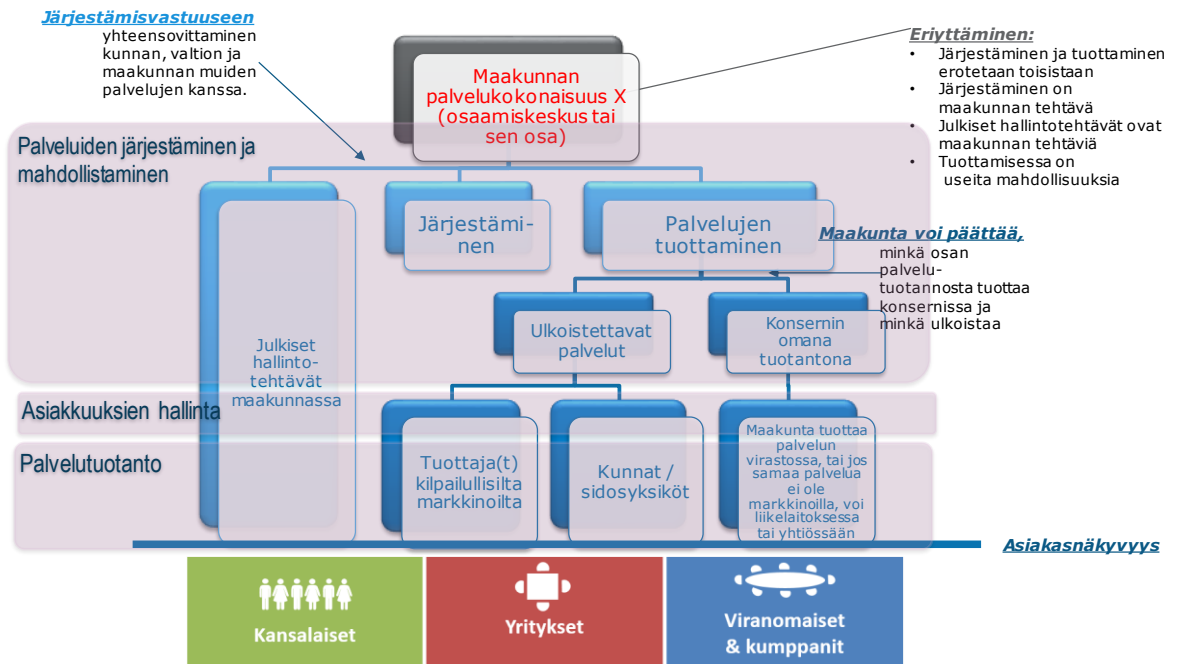 Järjestämisvastuuseen
yhteensovittaminen
kunnan, valtion ja
maakunnan muiden
palvelujen kanssa.
Maakunnan
palvelukokonaisuus X
(osaamiskeskus tai
sen osa)
Eriyttäminen:
• Järjestäminen ja tuottaminen
erotetaan toisistaan
• Järjestäminen on
maakunnan tehtävä
• Julkiset hallintotehtävät ovat
maakunnan tehtäviä
• Tuottamisessa on
useita mahdollisuuksia
Palveluiden järjestäminen ja
mahdollistaminen
Järjestämi-
nen
Palvelujen
tuottaminen
Maakunta voi päättää,
minkä osan
palvelu-
tuotannosta tuottaa
konsernissa ja
minkä ulkoistaa
Ulkoistettavat
palvelut
Konsernin
omana
tuotantona
Julkiset
hallinto-
tehtävät
maakunnassa
Asiakkuuksien hallinta
Palvelutuotanto
Tuottaja(t)
kilpailullisilta
markkinoilta
Kunnat /
sidosyksiköt
Maakunta tuottaa
palvelun
virastossa, tai jos
samaa palvelua
ei ole
markkinoilla, voi
liikelaitoksessa
tai yhtiössään
Asiakasnäkyvyys
Kansalaiset
Yritykset
Viranomaiset
& kumppanit